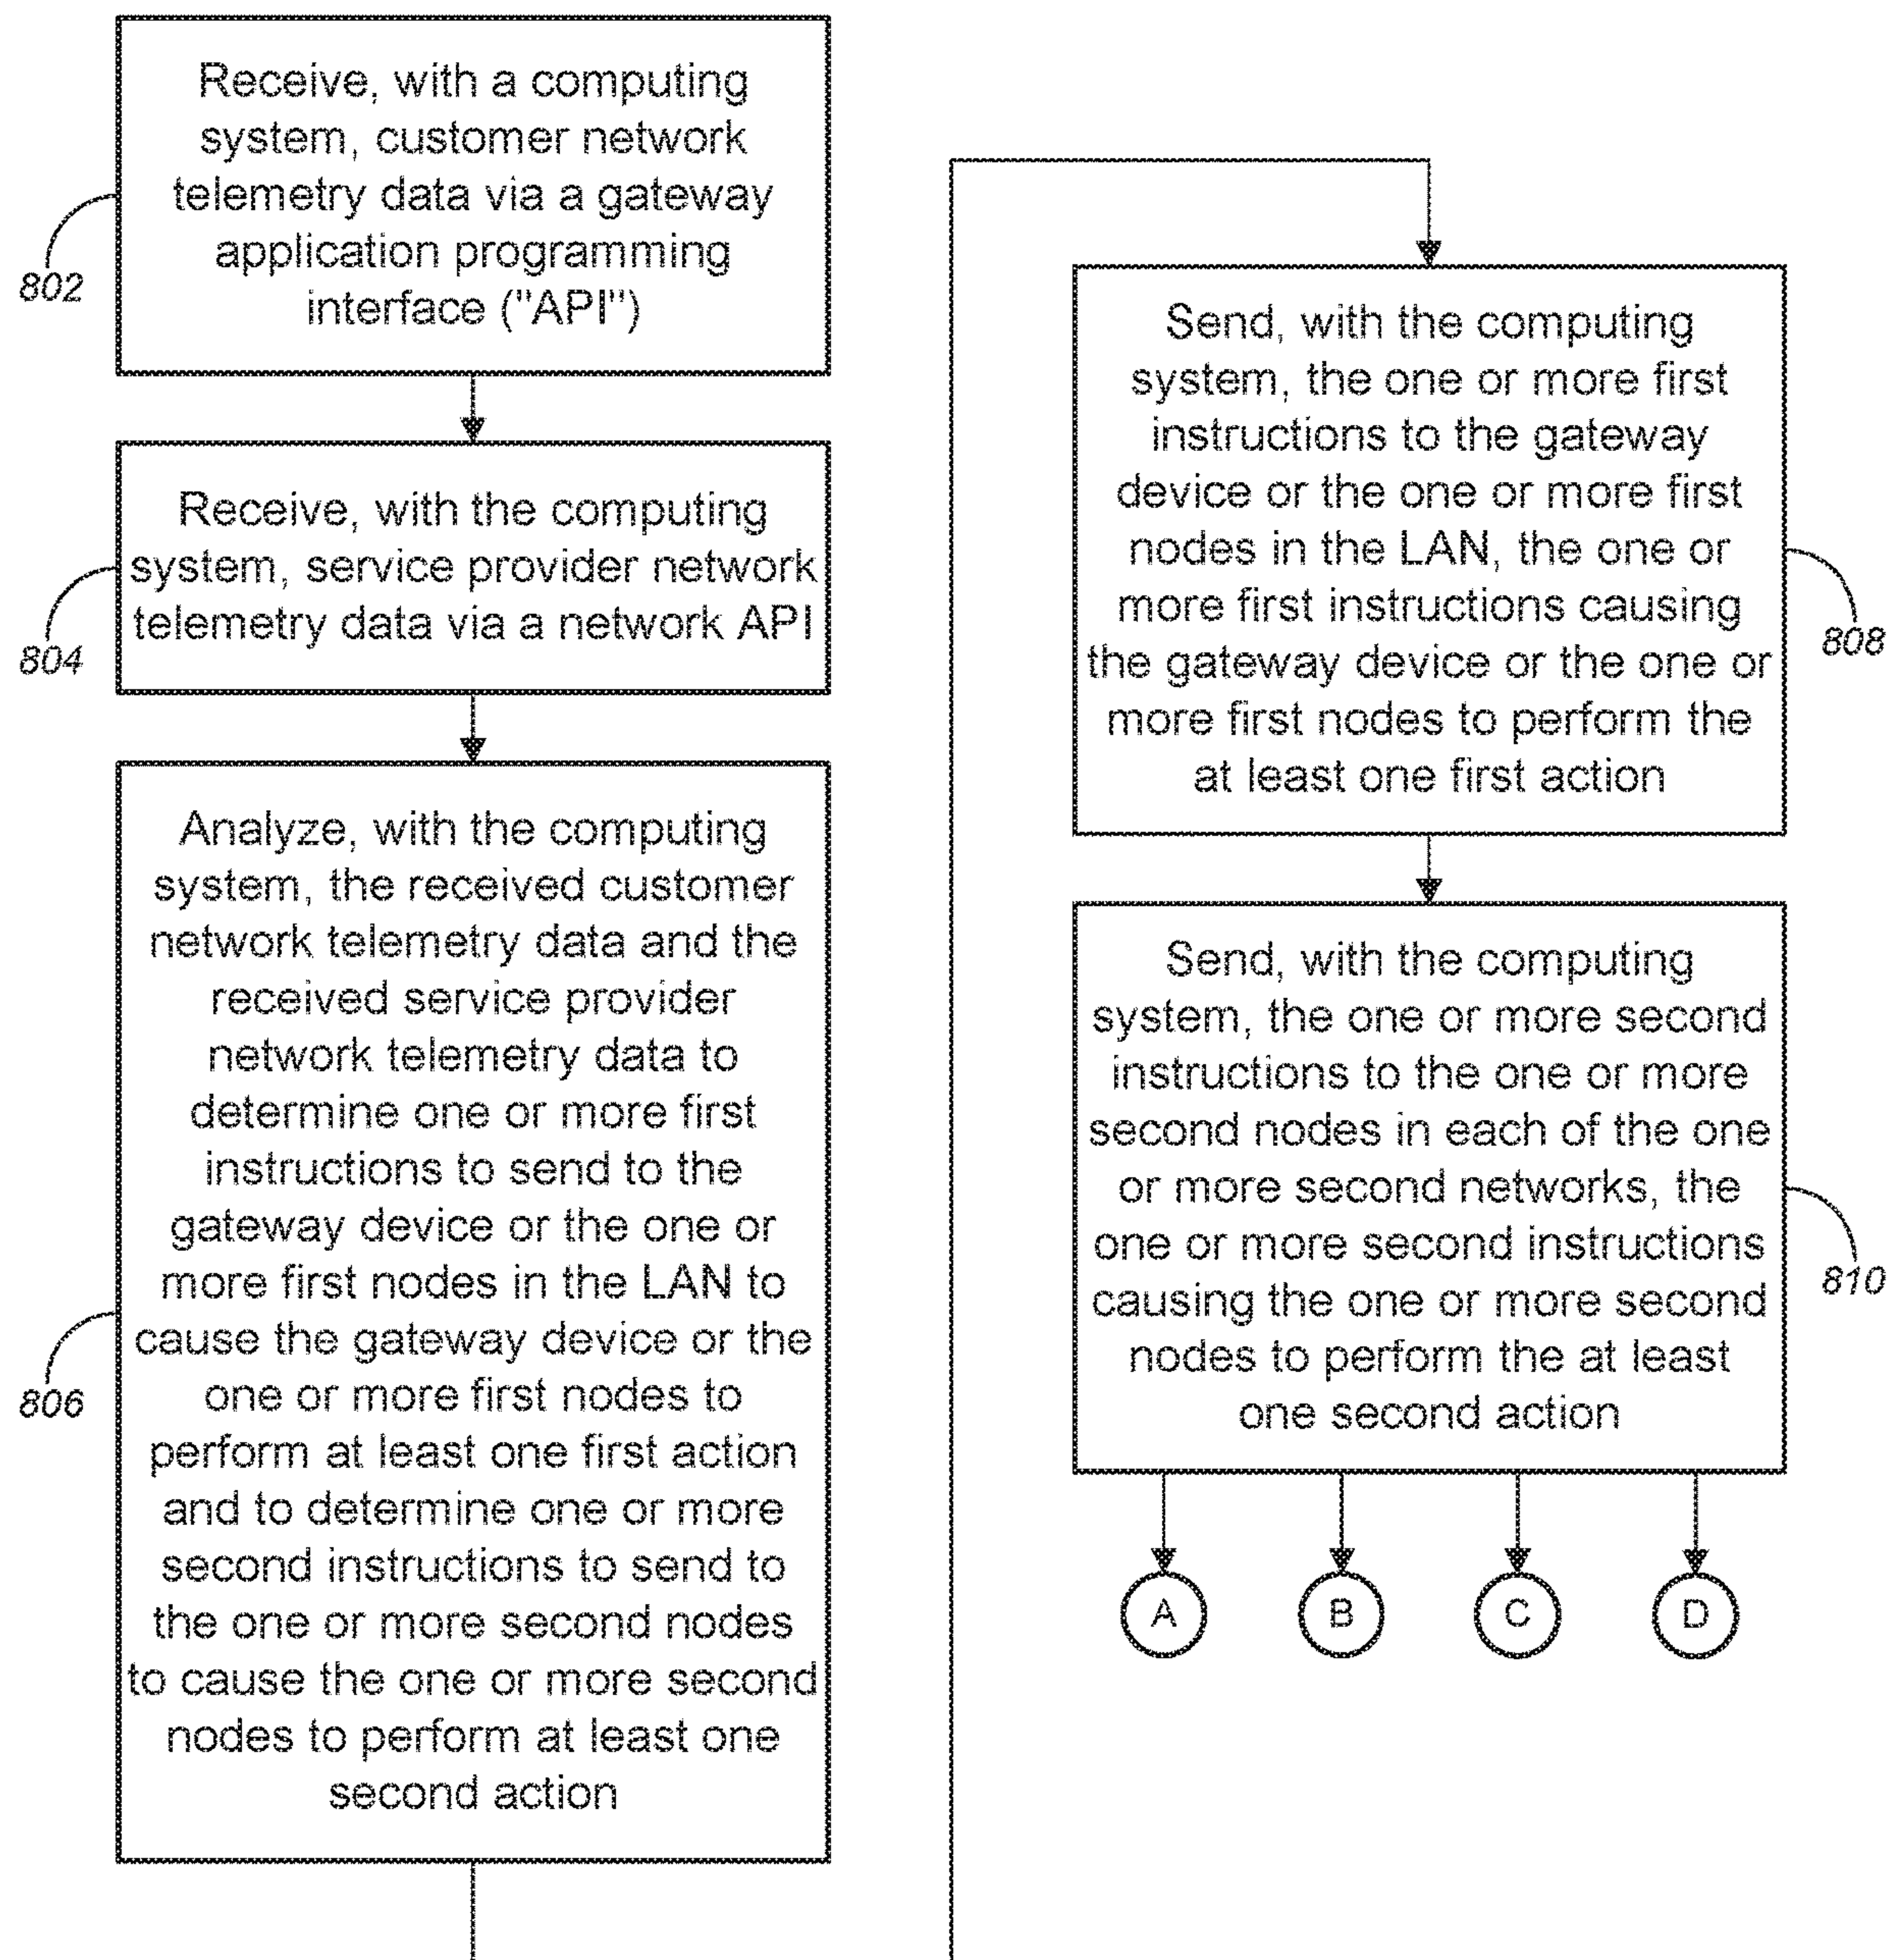 Receive, with a computing
system, customer network
telemetry data via a gateway
application programming
interface ("API")
802
Receive, with the computing
system, service provider network
telemetry data via a network API
804
Analyze, with the computing
system, the received customer
network telemetry data and the
received service provider
network telemetry data to
determine one or more first
instructions to send to the
gateway device or the one or
more first nodes in the LAN to
cause the gateway device or the
one or more first nodes to
perform at least one first action
and to determine one or more
second instructions to send to
the one or more second nodes
to cause the one or more second
nodes to perform at least one
second action
806
Send, with the computing
system, the one or more first
instructions to the gateway
device or the one or more first
nodes in the LAN, the one or
more first instructions causing
the gateway device or the one or
more first nodes to perform the
at least one first action
808
Send, with the computing
system, the one or more second
instructions to the one or more
second nodes in each of the one
or more second networks, the
one or more second instructions
causing the one or more second
nodes to perform the at least
one second action
810
A B C D